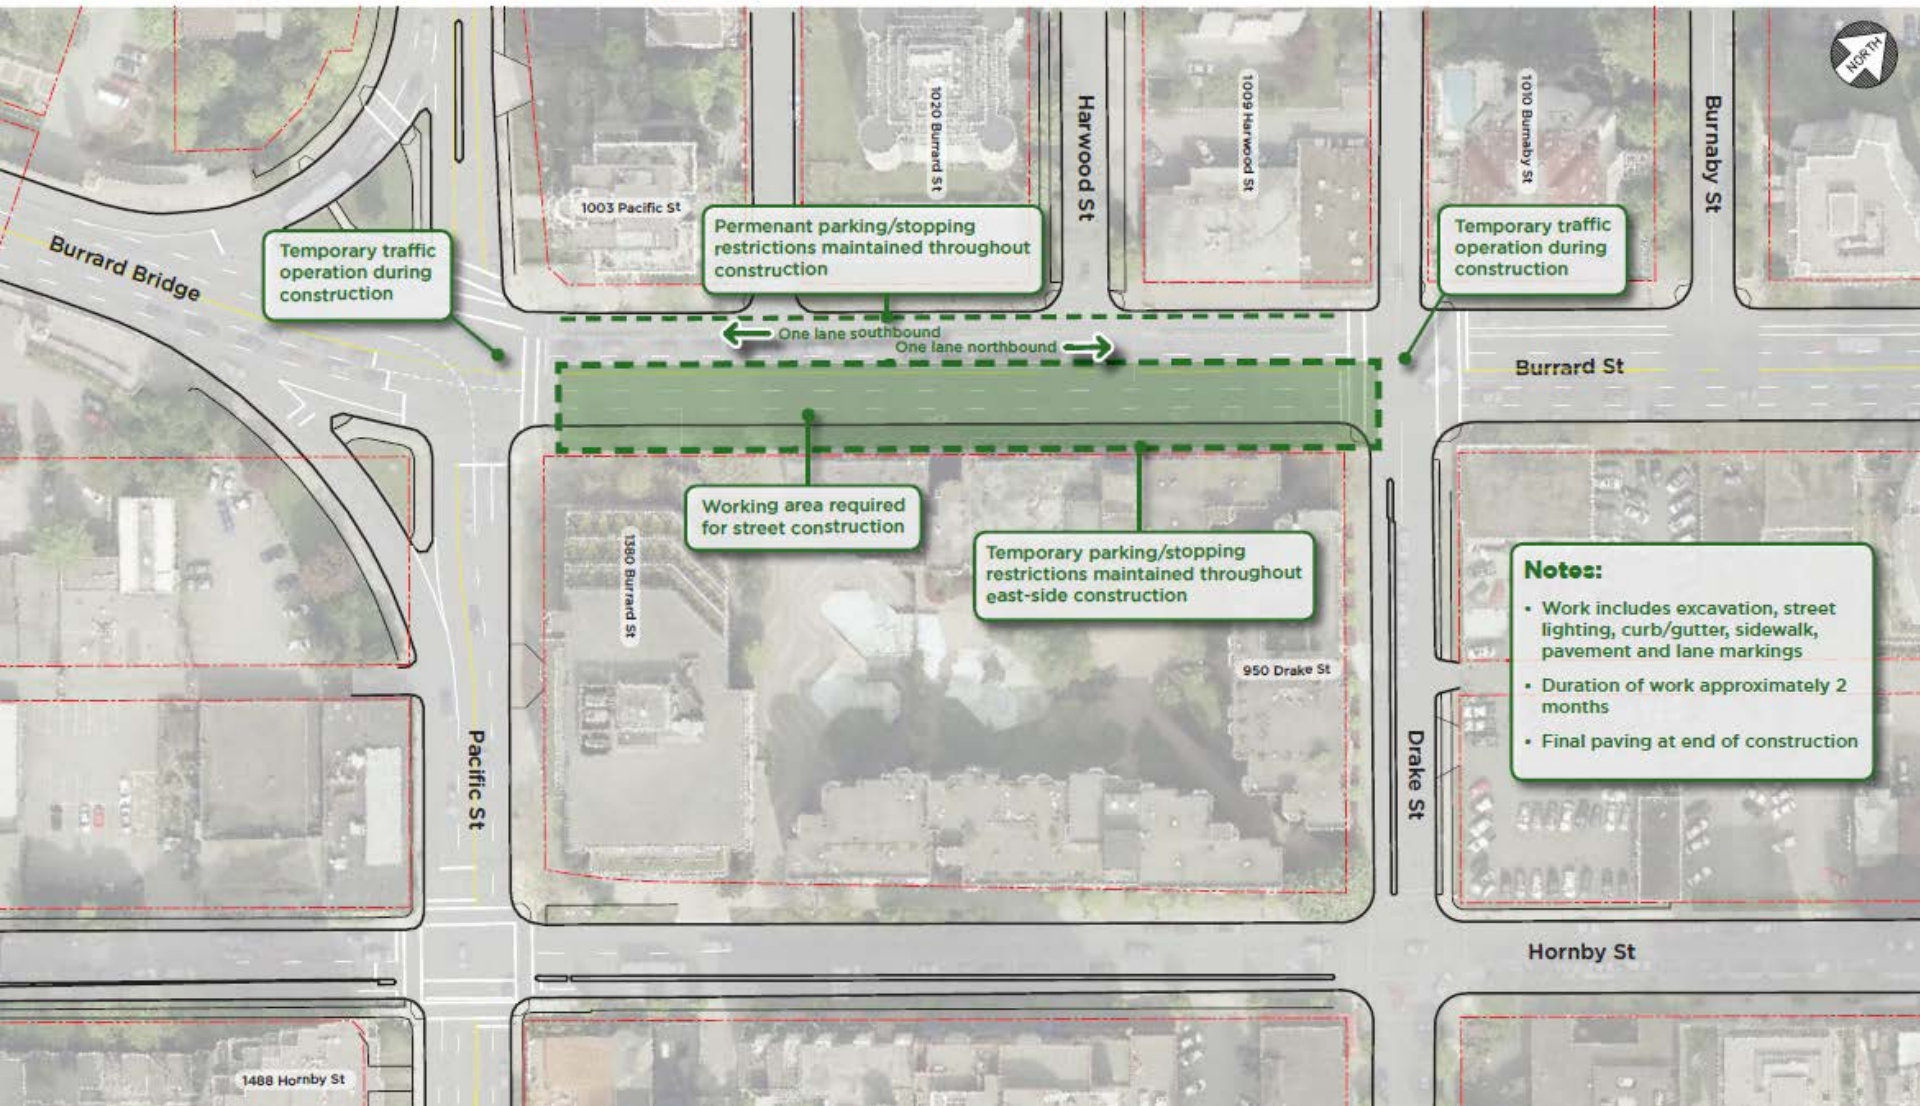 NORTH
Harwood St
Burnaby St
1020 Burrard St
1009 Harwood St
1010 Burnaby St
1003 Pacific St
Burrard Bridge
Temporary traffic
operation during
construction
Permenant parking/stopping
restrictions maintained throughout
construction
Temporary traffic
operation during
construction
One lane southbound
One lane northbound
Burrard St
Working area required
for street construction
Temporary parking/stopping
restrictions maintained throughout
east-side construction
1380 Burrard St
950 Drake St
Notes:
• Work includes excavation, street
lighting, curb/gutter, sidewalk,
pavement and lane markings
• Duration of work approximately 2
months
• Final paving at end of construction
Pacific St
Drake St
Hornby St
1488 Hornby St